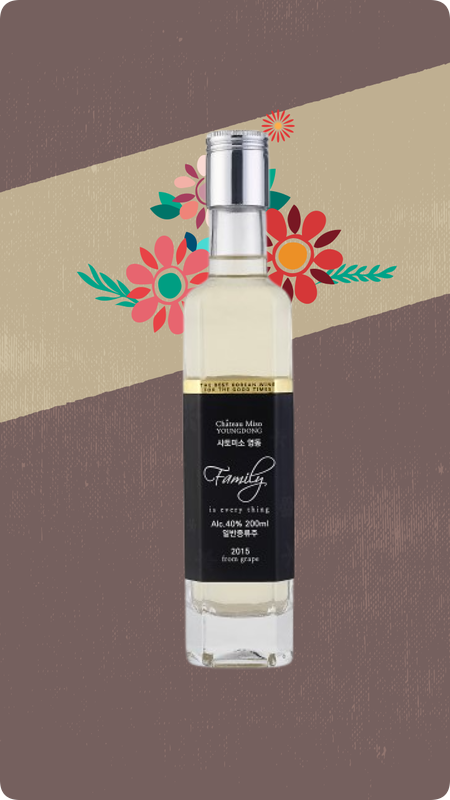 THE BEST KOREAN WINE
FOR THE GOOD TIMES
Château Miso
YOUNGDONG
샤토미소 영동
Family
is every thing
Alc.40% 200ml
일반증류주
2015
from grape